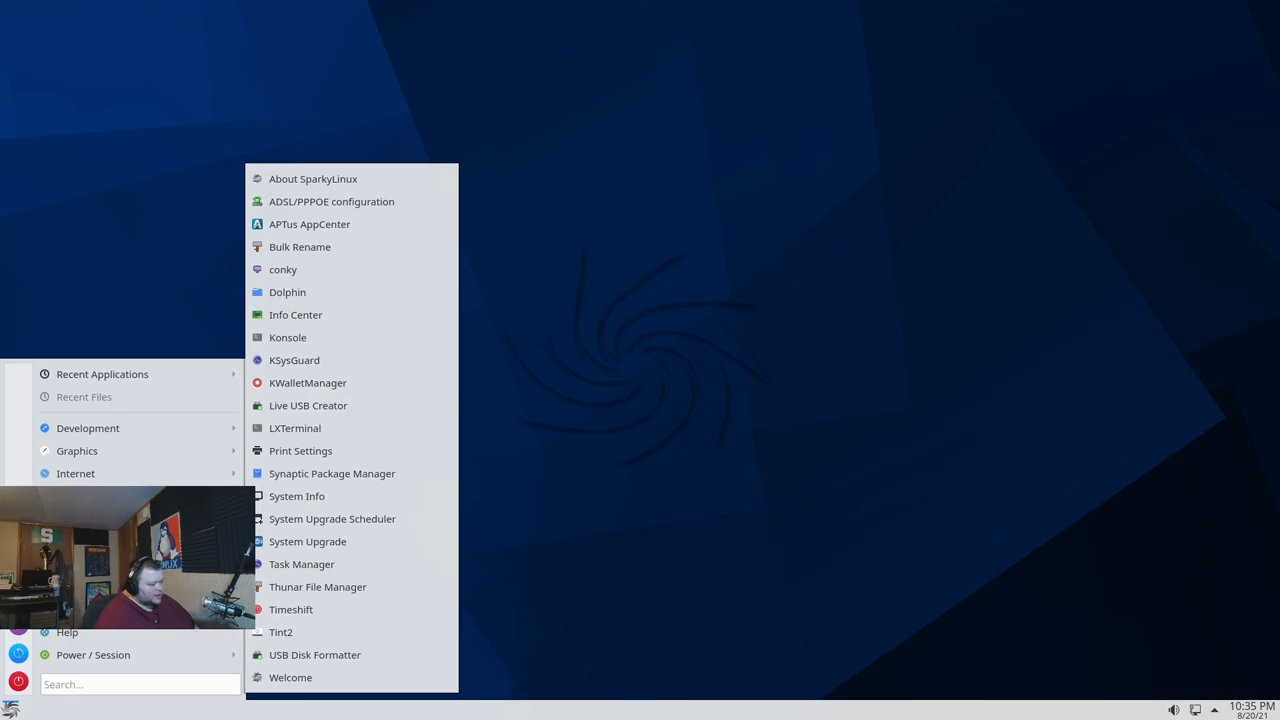 About SparkyLinux
ADSL/PPPOE configuration
APTus AppCenter
Bulk Rename
conky
Dolphin
Info Center
Konsole
KSysGuard
KWalletManager
Live USB Creator
LXTerminal
Print Settings
Synaptic Package Manager
System Info
System Upgrade Scheduler
System Upgrade
Task Manager
Thunar File Manager
Timeshift
Tint2
USB Disk Formatter
Welcome
Recent Applications
Recent Files
Development
Graphics
Internet
Help
Power / Session
Search...
10:35 PM
8/20/21